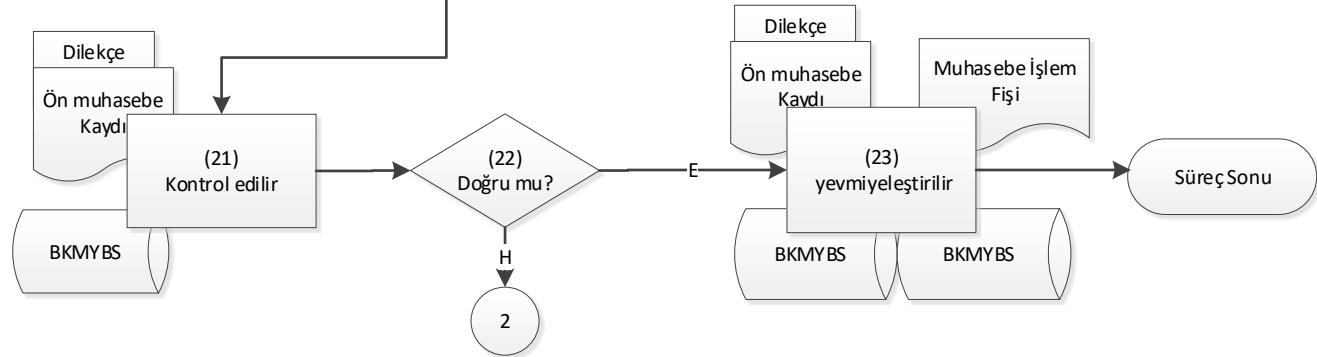 Dilekçe
Ön muhasebe
Kaydı
(21)
Kontrol edilir
BKMYBS
(22)
Doğru mu?
H
2
E
Dilekçe
Ön muhasebe
Kaydı
Muhasebe İşlem
Fişi
(23)
yevmiyeleştirilir
BKMYBS
BKMYBS
Süreç Sonu